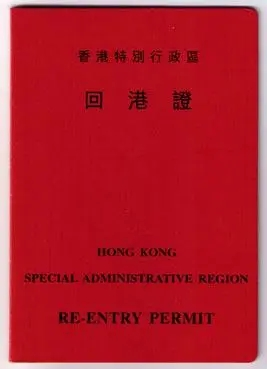 香港特別行政區
回港證
HONG KONG
SPECIAL ADMINISTRATIVE REGION
RE-ENTRY PERMIT